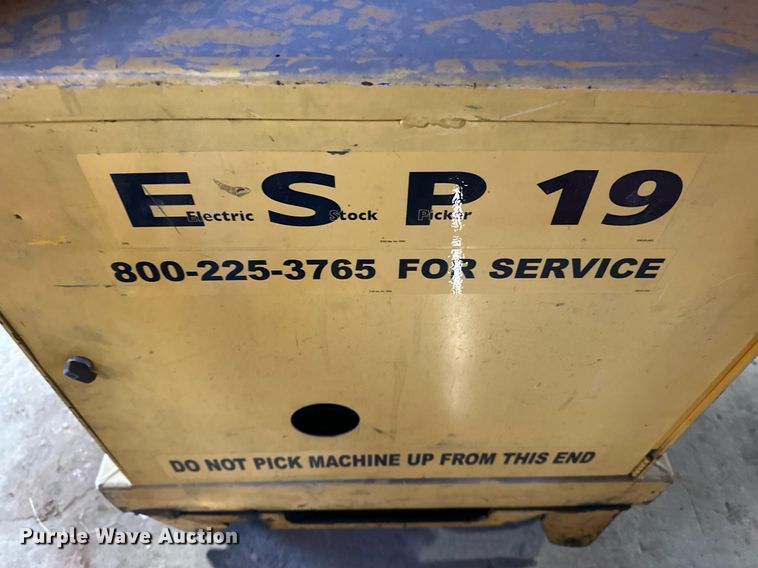 E S P 19
Electric Stock Picker
800-225-3765 FOR SERVICE
DO NOT PICK MACHINE UP FROM THIS END
Purple Wave Auction